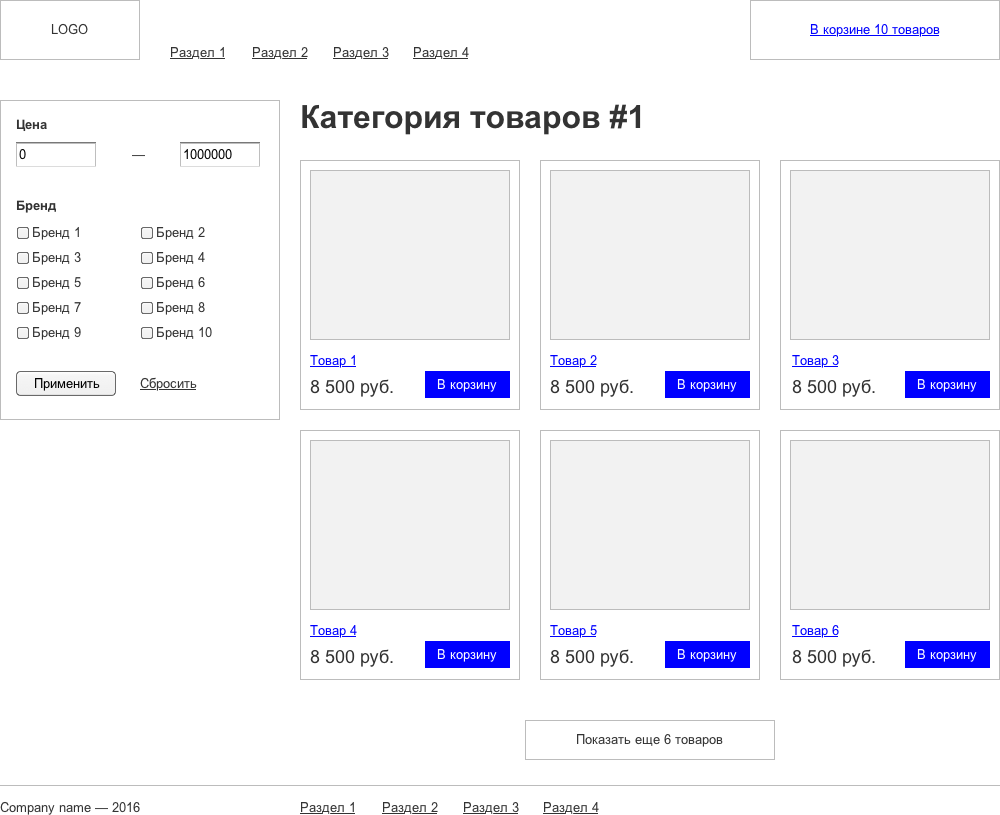 LOGO
Раздел 1 Раздел 2 Раздел 3 Раздел 4
В корзине 10 товаров
Цена
0 — 1000000
Бренд
Бренд 1 Бренд 2
Бренд 3 Бренд 4
Бренд 5 Бренд 6
Бренд 7 Бренд 8
Бренд 9 Бренд 10
Применить Сбросить
Категория товаров #1
Товар 1
8 500 руб. В корзину
Товар 2
8 500 руб. В корзину
Товар 3
8 500 руб. В корзину
Товар 4
8 500 руб. В корзину
Товар 5
8 500 руб. В корзину
Товар 6
8 500 руб. В корзину
Показать еще 6 товаров
Company name — 2016
Раздел 1 Раздел 2 Раздел 3 Раздел 4